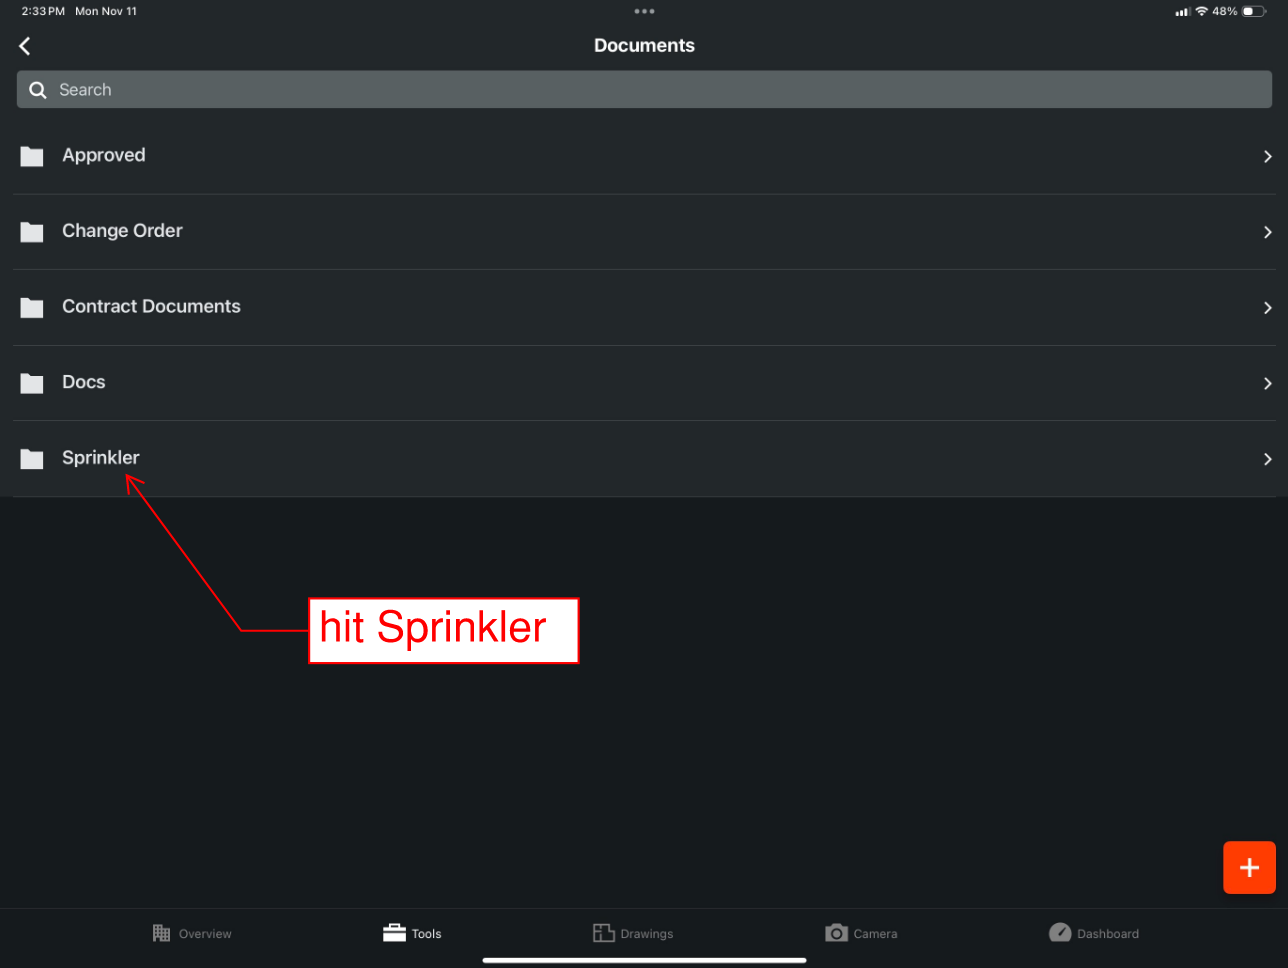 2:33 PM Mon Nov 11
48%
Documents
Search
Approved
Change Order
Contract Documents
Docs
Sprinkler
hit Sprinkler
Overview
Tools
Drawings
Camera
Dashboard